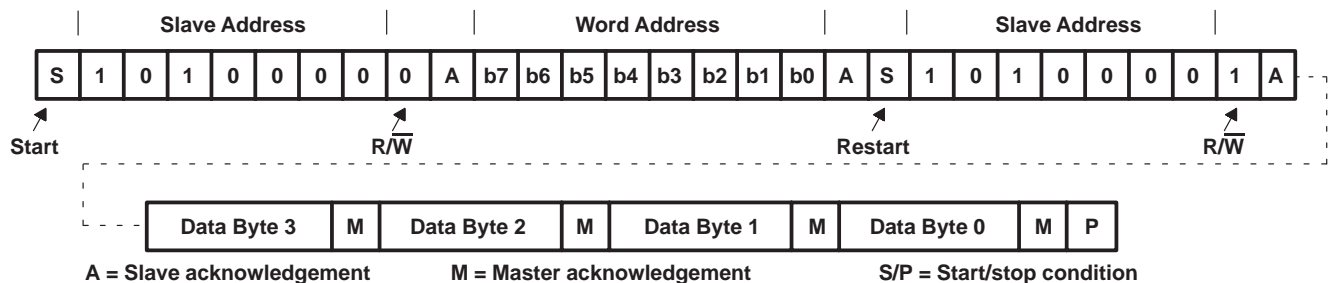 Slave Address Word Address Slave Address
S 1 0 1 0 0 0 0 0 A b7 b6 b5 b4 b3 b2 b1 b0 A S 1 0 1 0 0 0 0 1 A
Start R/W̅ Restart R/W̅
Data Byte 3 M Data Byte 2 M Data Byte 1 M Data Byte 0 M P
A = Slave acknowledgement M = Master acknowledgement S/P = Start/stop condition